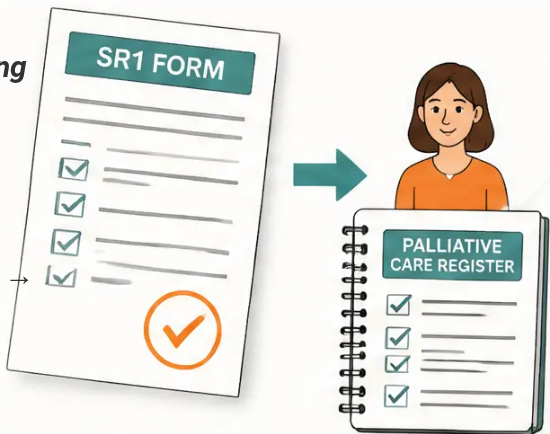 ng
SR1 FORM
→
PALLIATIVE
CARE REGISTER